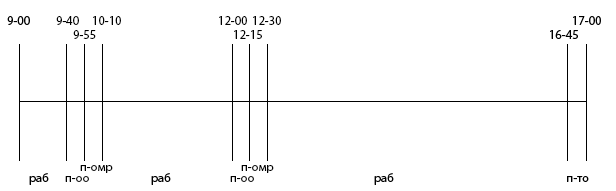 9-00 9-40 10-10 12-00 12-30 17-00
9-55 12-15 16-45
п-омр п-омр
раб п-оо раб п-оо раб п-то